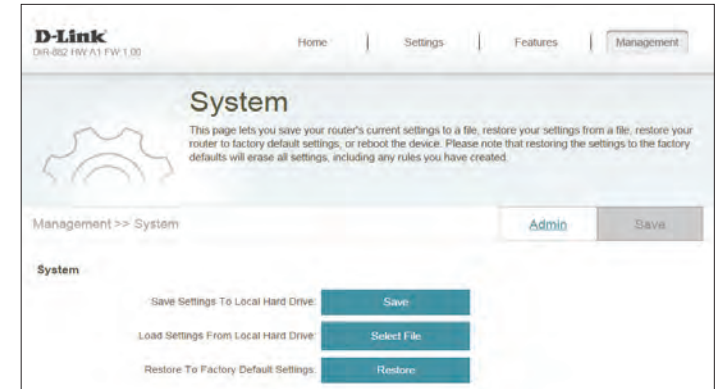 D-Link
DIR-882 HW:A1 FW:1.00
Home | Settings | Features | Management
System
This page lets you save your router's current settings to a file, restore your settings from a file, restore your
router to factory default settings, or reboot the device. Please note that restoring the settings to the factory
defaults will erase all settings, including any rules you have created.
Management >> System
Admin
Save
System
Save Settings To Local Hard Drive: Save
Load Settings From Local Hard Drive: Select File
Restore To Factory Default Settings: Restore